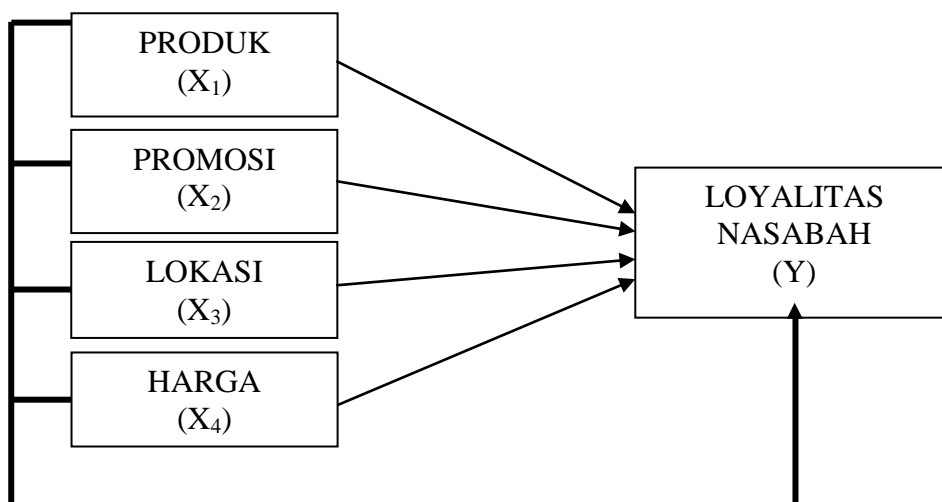 PRODUK
(X₁)
PROMOSI
(X₂)
LOKASI
(X₃)
HARGA
(X₄)
LOYALITAS
NASABAH
(Y)